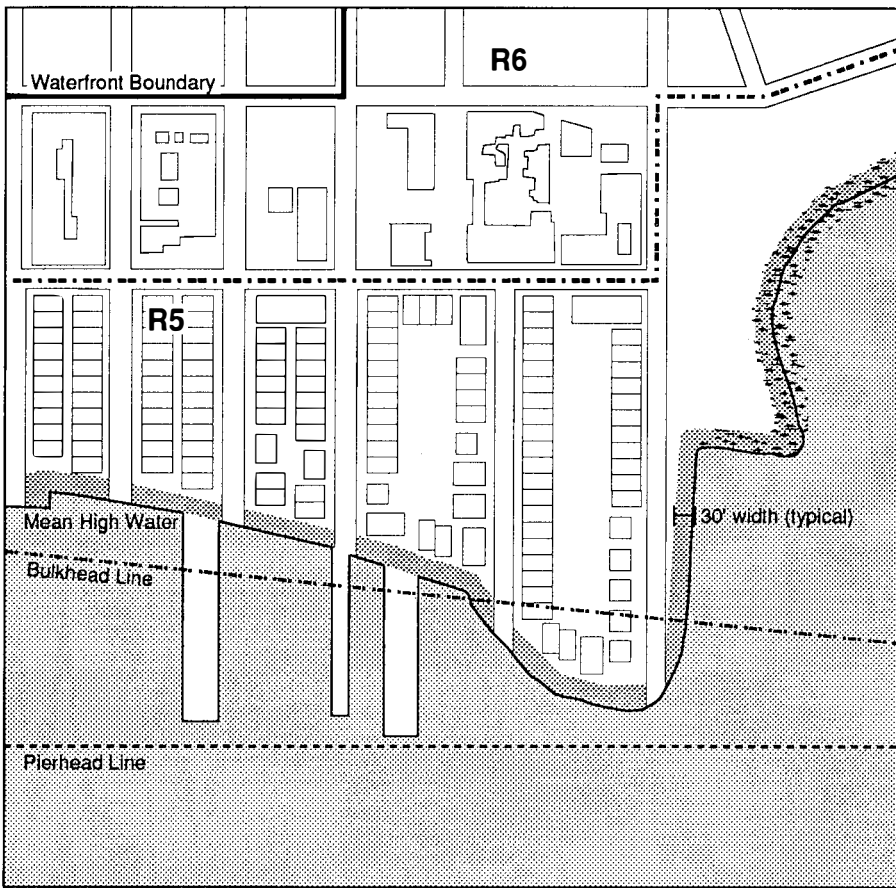 R6
Waterfront Boundary
R5
Mean High Water
30' width (typical)
Bulkhead Line
Pierhead Line